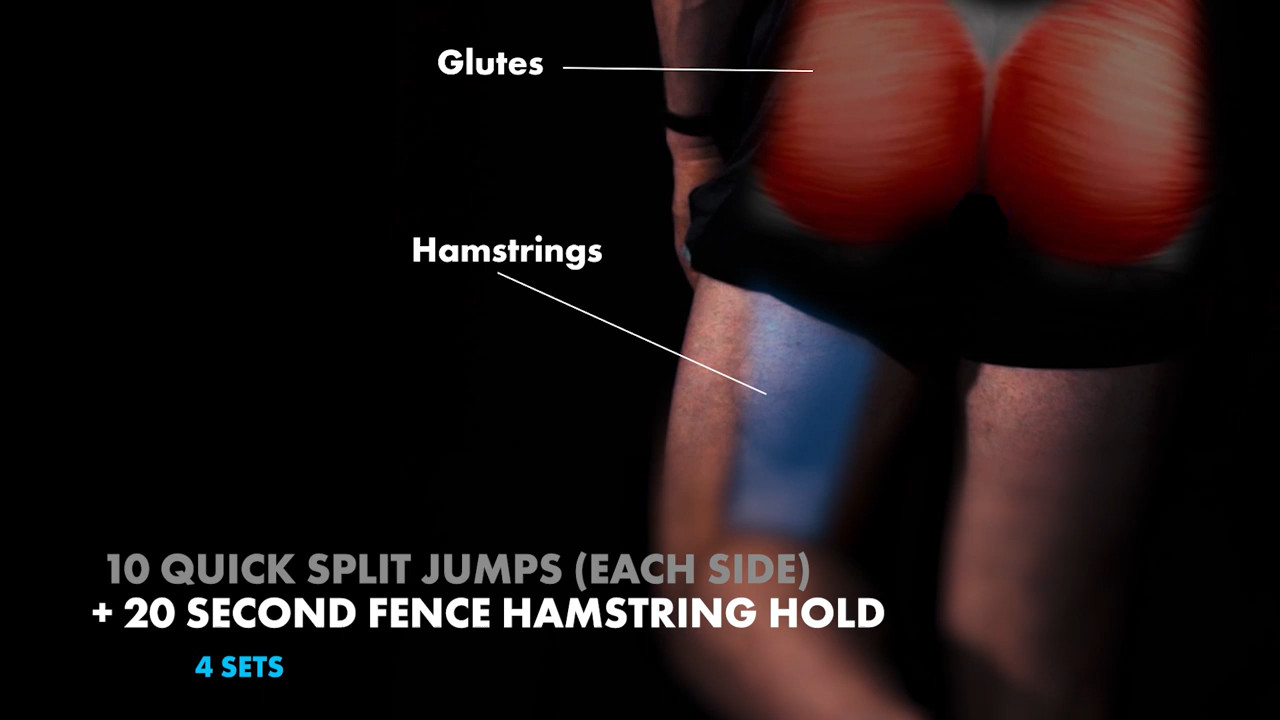 Glutes
Hamstrings
10 QUICK SPLIT JUMPS (EACH SIDE)
+ 20 SECOND FENCE HAMSTRING HOLD
4 SETS